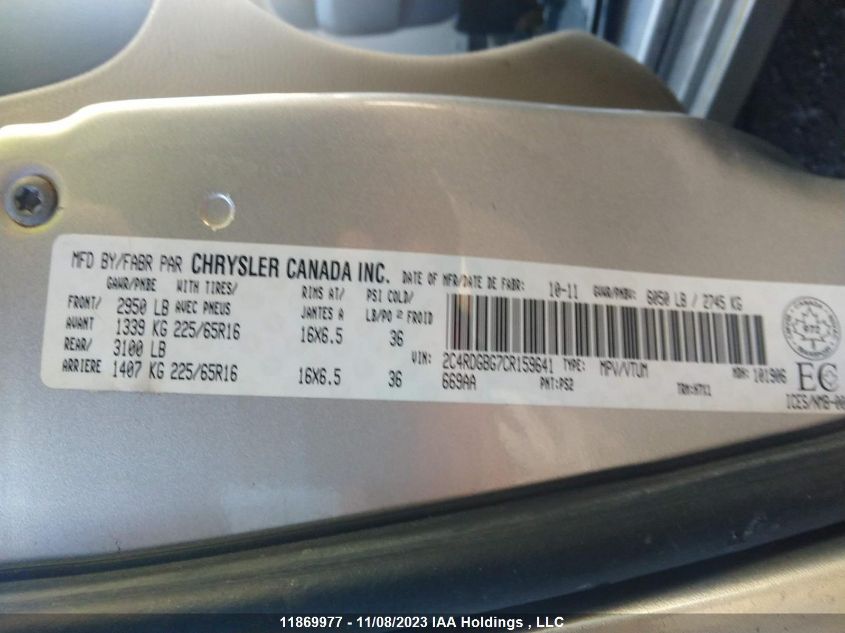 MFD BY/FABR PAR CHRYSLER CANADA INC. DATE OF MFR/DATE DE FABR: 10-11 GVWR/PNBV: 6050 LB / 2745 KG
GAWR/PNBE WITH TIRES/ RIMS AT/ PSI COLD/
FRONT/ 2950 LB AVEC PNEUS JANTES A LB/PO² FROID
AVANT 1339 KG 225/65R16 16X6.5 36
REAR/ 3100 LB
ARRIERE 1407 KG 225/65R16 16X6.5 36
VIN: 2C4RDGBG7CR159641 TYPE: MPV/VTUM MDH: 101906
669AA PNT:PS2
EC
11869977 - 11/08/2023 IAA Holdings , LLC